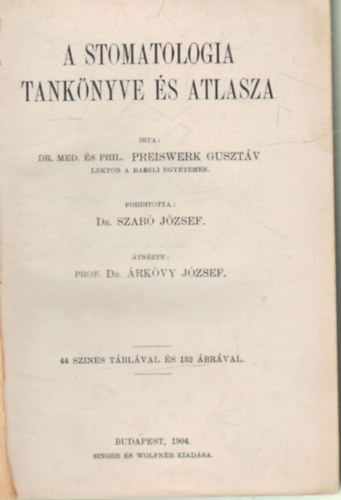 A STOMATOLOGIA
TANKÖNYVE ÉS ATLASZA
IRTA:
DR. MED. ÉS PHIL. PREISWERK GUSZTÁV
LEKTOR A BASELI EGYETEMEN.
FORDITOTTA:
DR. SZABÓ JÓZSEF.
ÁTNÉZTE:
PROF. DR. ÁRKÖVY JÓZSEF.
44 SZINES TÁBLÁVAL ÉS 152 ÁBRÁVAL.
BUDAPEST, 1904.
SINGER ÉS WOLFNER KIADÁSA.